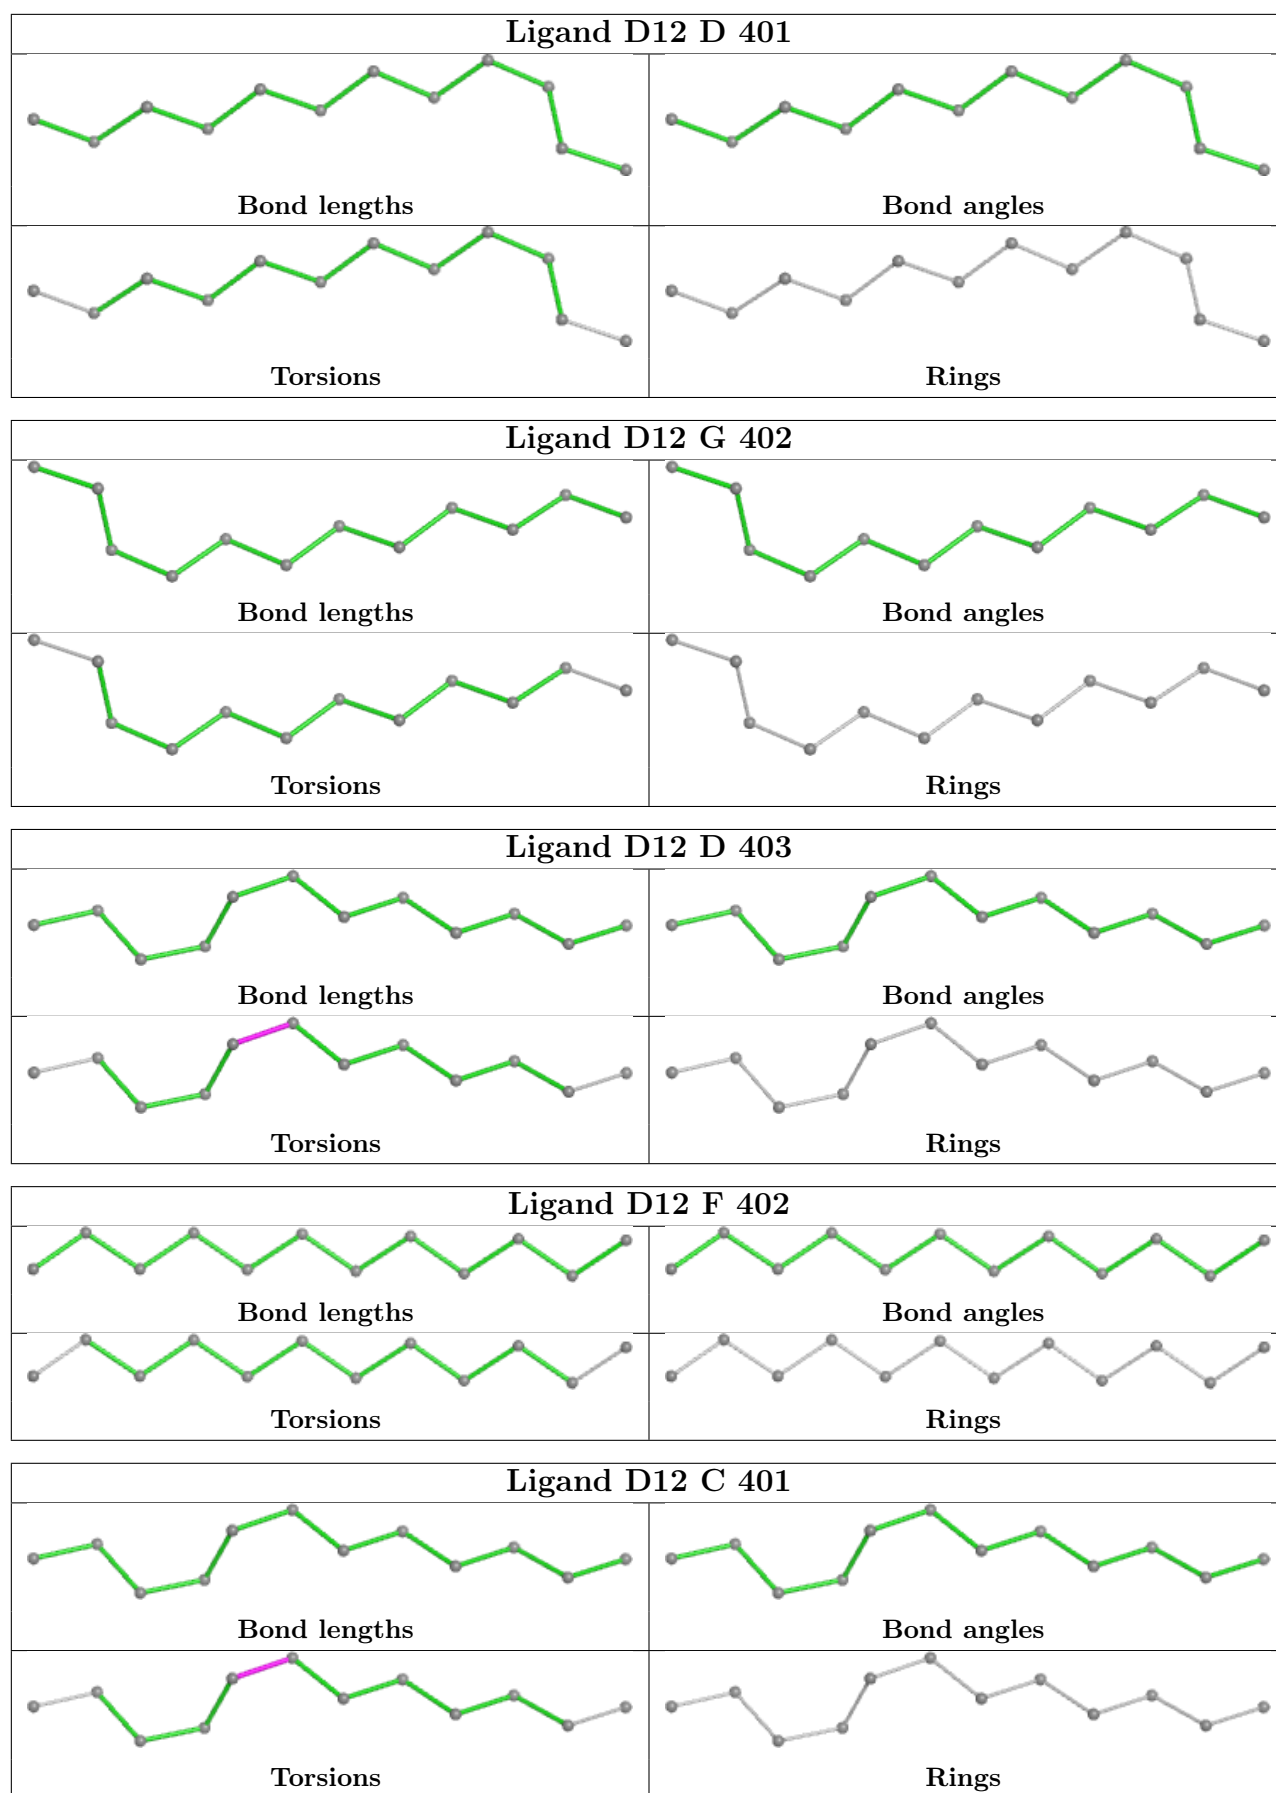 Ligand D12 D 401
Bond lengths
Bond angles
Torsions
Rings
Ligand D12 G 402
Bond lengths
Bond angles
Torsions
Rings
Ligand D12 D 403
Bond lengths
Bond angles
Torsions
Rings
Ligand D12 F 402
Bond lengths
Bond angles
Torsions
Rings
Ligand D12 C 401
Bond lengths
Bond angles
Torsions
Rings